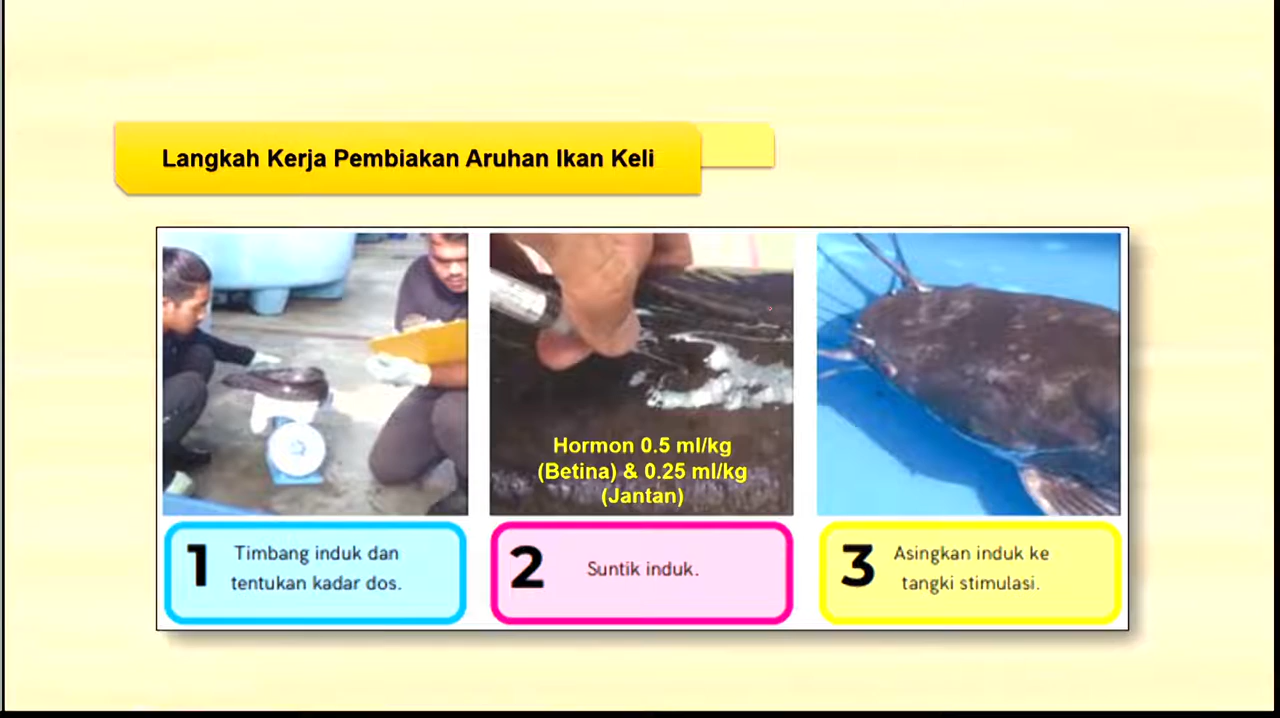 Langkah Kerja Pembiakan Aruhan Ikan Keli
Hormon 0.5 ml/kg
(Betina) & 0.25 ml/kg
(Jantan)
1
Timbang induk dan
tentukan kadar dos.
2
Suntik induk.
3
Asingkan induk ke
tangki stimulasi.